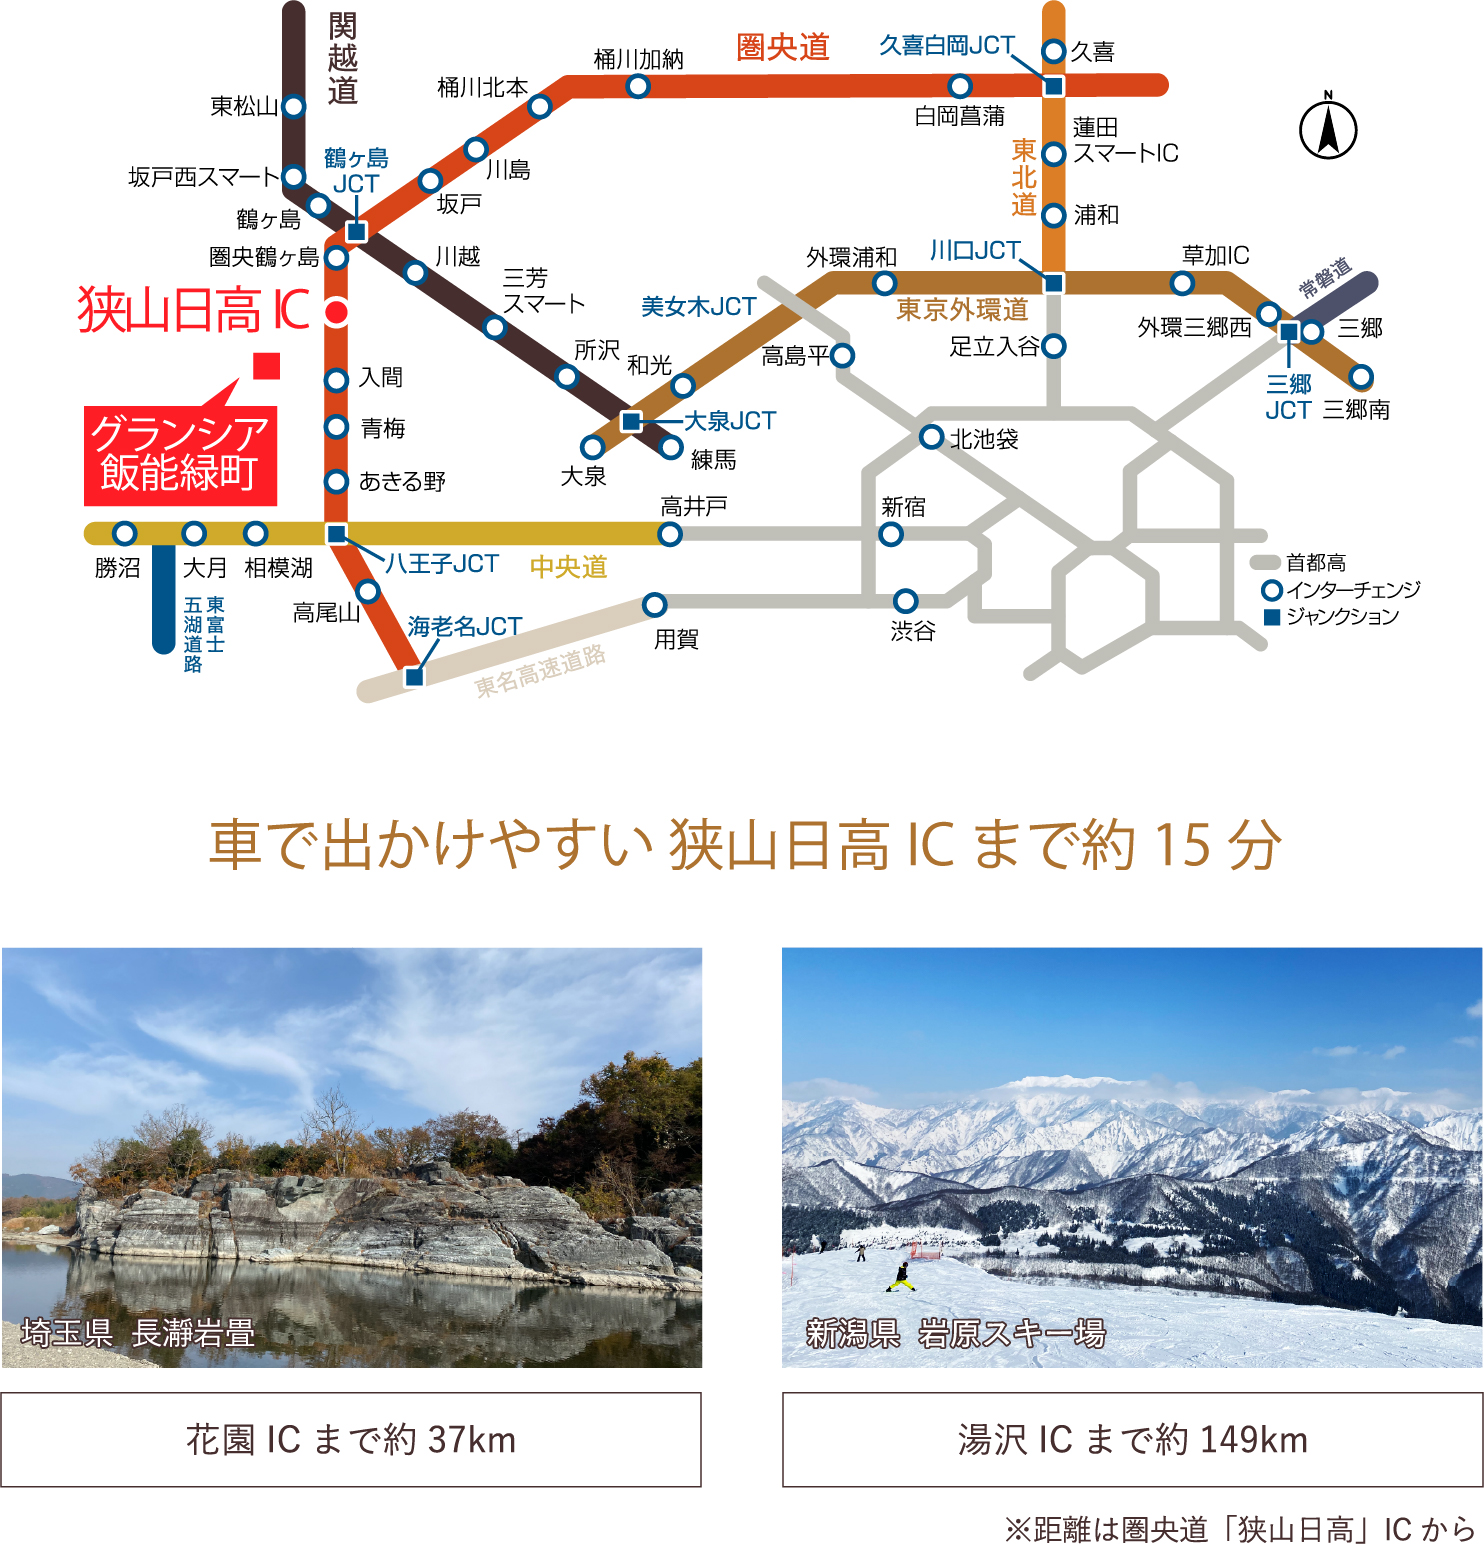 関越道
圏央道
久喜白岡JCT
久喜
桶川加納
桶川北本
東松山
白岡菖蒲
N
蓮田
スマートIC
鶴ヶ島
JCT
川島
東北道
坂戸西スマート
坂戸
鶴ヶ島
浦和
圏央鶴ヶ島
川越
外環浦和
川口JCT
草加IC
常磐道
三芳
スマート
狭山日高 IC
美女木JCT
東京外環道
外環三郷西
三郷
所沢
和光
高島平
足立入谷
入間
三郷
JCT
三郷南
グランシア
飯能緑町
青梅
大泉JCT
北池袋
練馬
大泉
あきる野
高井戸
新宿
勝沼
大月
相模湖
八王子JCT
中央道
首都高
インターチェンジ
ジャンクション
東富士
五湖道路
高尾山
海老名JCT
用賀
渋谷
東名高速道路
車で出かけやすい 狭山日高 IC まで約 15 分
埼玉県 長瀞岩畳
新潟県 岩原スキー場
花園 IC まで約 37km
湯沢 IC まで約 149km
※距離は圏央道「狭山日高」IC から